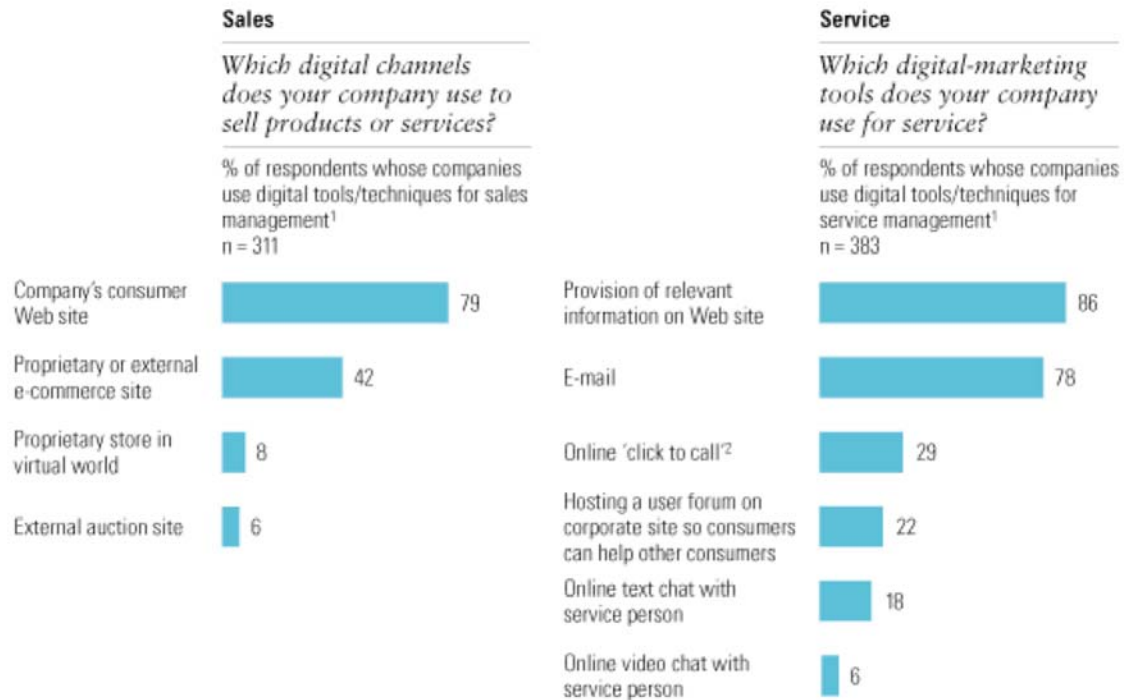 Sales
Which digital channels
does your company use to
sell products or services?
% of respondents whose companies
use digital tools/techniques for sales
management¹
n = 311
Company's consumer
Web site
79
Proprietary or external
e-commerce site
42
Proprietary store in
virtual world
8
External auction site
6
Service
Which digital-marketing
tools does your company
use for service?
% of respondents whose companies
use digital tools/techniques for
service management¹
n = 383
Provision of relevant
information on Web site
86
E-mail
78
Online 'click to call'²
29
Hosting a user forum on
corporate site so consumers
can help other consumers
22
Online text chat with
service person
18
Online video chat with
service person
6